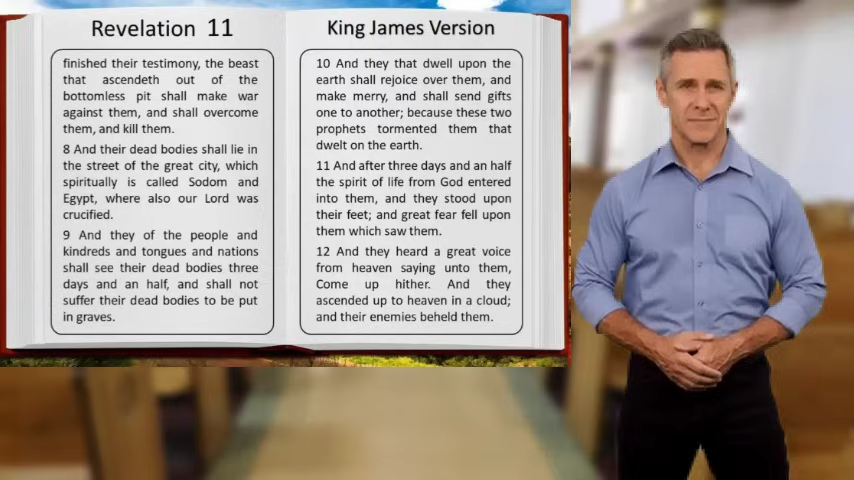 Revelation 11
finished their testimony, the beast
that ascendeth out of the
bottomless pit shall make war
against them, and shall overcome
them, and kill them.
8 And their dead bodies shall lie in
the street of the great city, which
spiritually is called Sodom and
Egypt, where also our Lord was
crucified.
9 And they of the people and
kindreds and tongues and nations
shall see their dead bodies three
days and an half, and shall not
suffer their dead bodies to be put
in graves.
King James Version
10 And they that dwell upon the
earth shall rejoice over them, and
make merry, and shall send gifts
one to another; because these two
prophets tormented them that
dwelt on the earth.
11 And after three days and an half
the spirit of life from God entered
into them, and they stood upon
their feet; and great fear fell upon
them which saw them.
12 And they heard a great voice
from heaven saying unto them,
Come up hither. And they
ascended up to heaven in a cloud;
and their enemies beheld them.